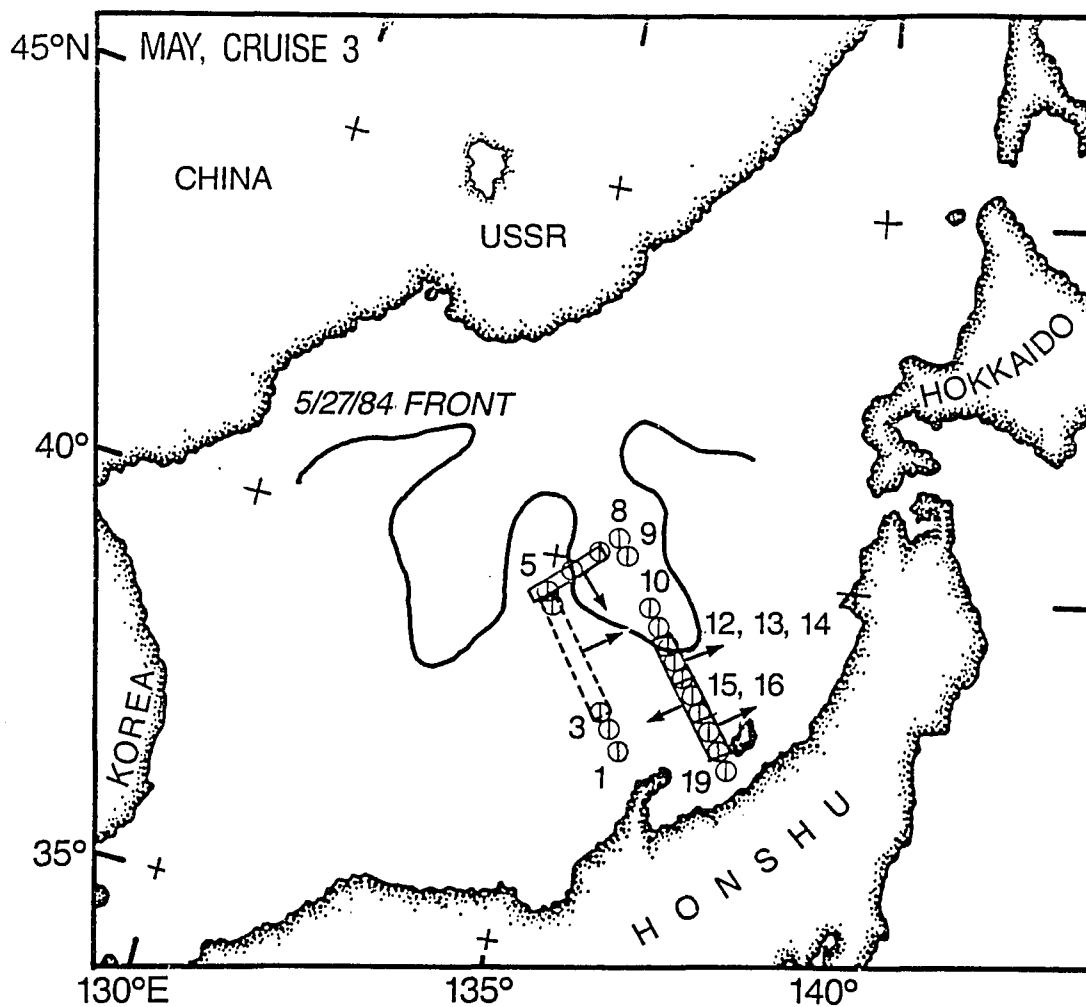 45°N
MAY, CRUISE 3
CHINA
USSR
HOKKAIDO
5/27/84 FRONT
40°
8
9
5
10
12, 13, 14
15, 16
KOREA
3
1
19
HONSHU
35°
130°E
135°
140°